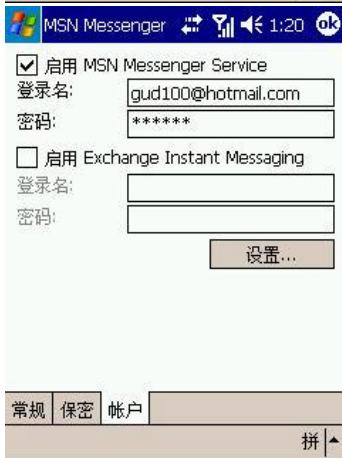 MSN Messenger 1:20 ok
启用 MSN Messenger Service
登录名: gud100@hotmail.com
密码: ******
启用 Exchange Instant Messaging
登录名:
密码:
设置...
常规 保密 帐户
拼